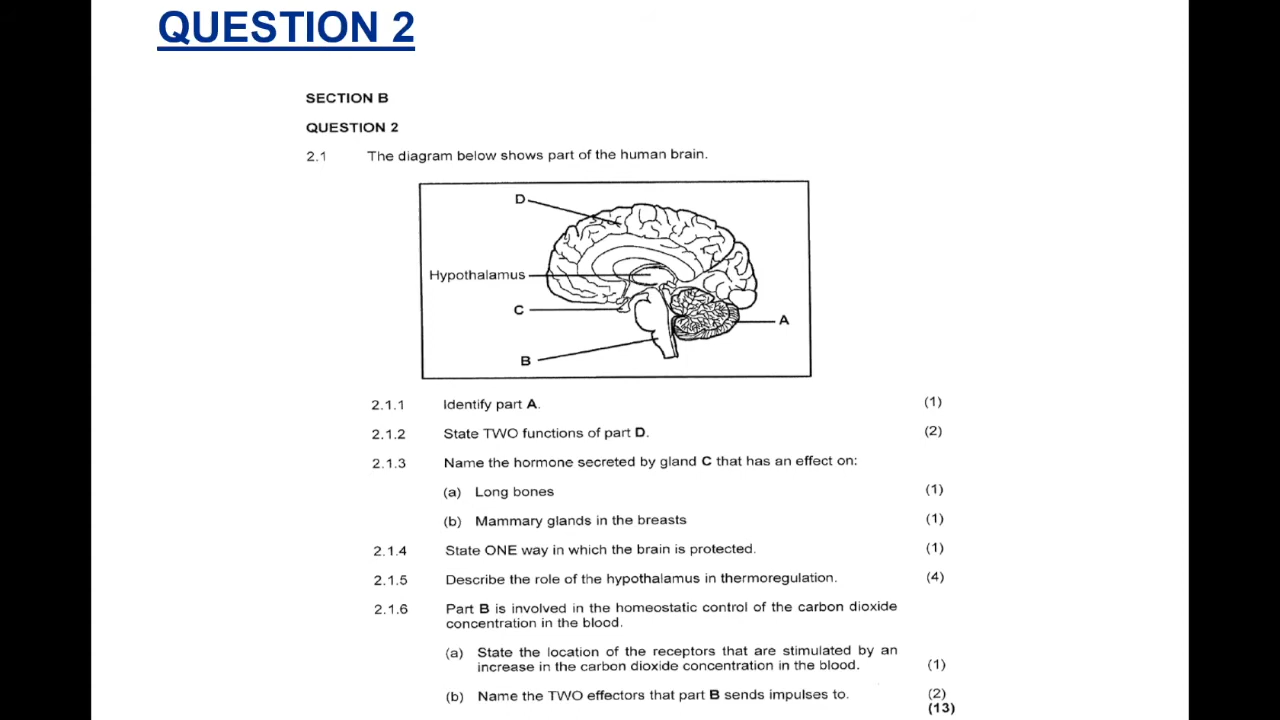 QUESTION 2
SECTION B
QUESTION 2
2.1 The diagram below shows part of the human brain.
D
Hypothalamus
C
A
B
2.1.1 Identify part A. (1)
2.1.2 State TWO functions of part D. (2)
2.1.3 Name the hormone secreted by gland C that has an effect on:
(a) Long bones (1)
(b) Mammary glands in the breasts (1)
2.1.4 State ONE way in which the brain is protected. (1)
2.1.5 Describe the role of the hypothalamus in thermoregulation. (4)
2.1.6 Part B is involved in the homeostatic control of the carbon dioxide
concentration in the blood.
(a) State the location of the receptors that are stimulated by an
increase in the carbon dioxide concentration in the blood. (1)
(b) Name the TWO effectors that part B sends impulses to. (2)
(13)